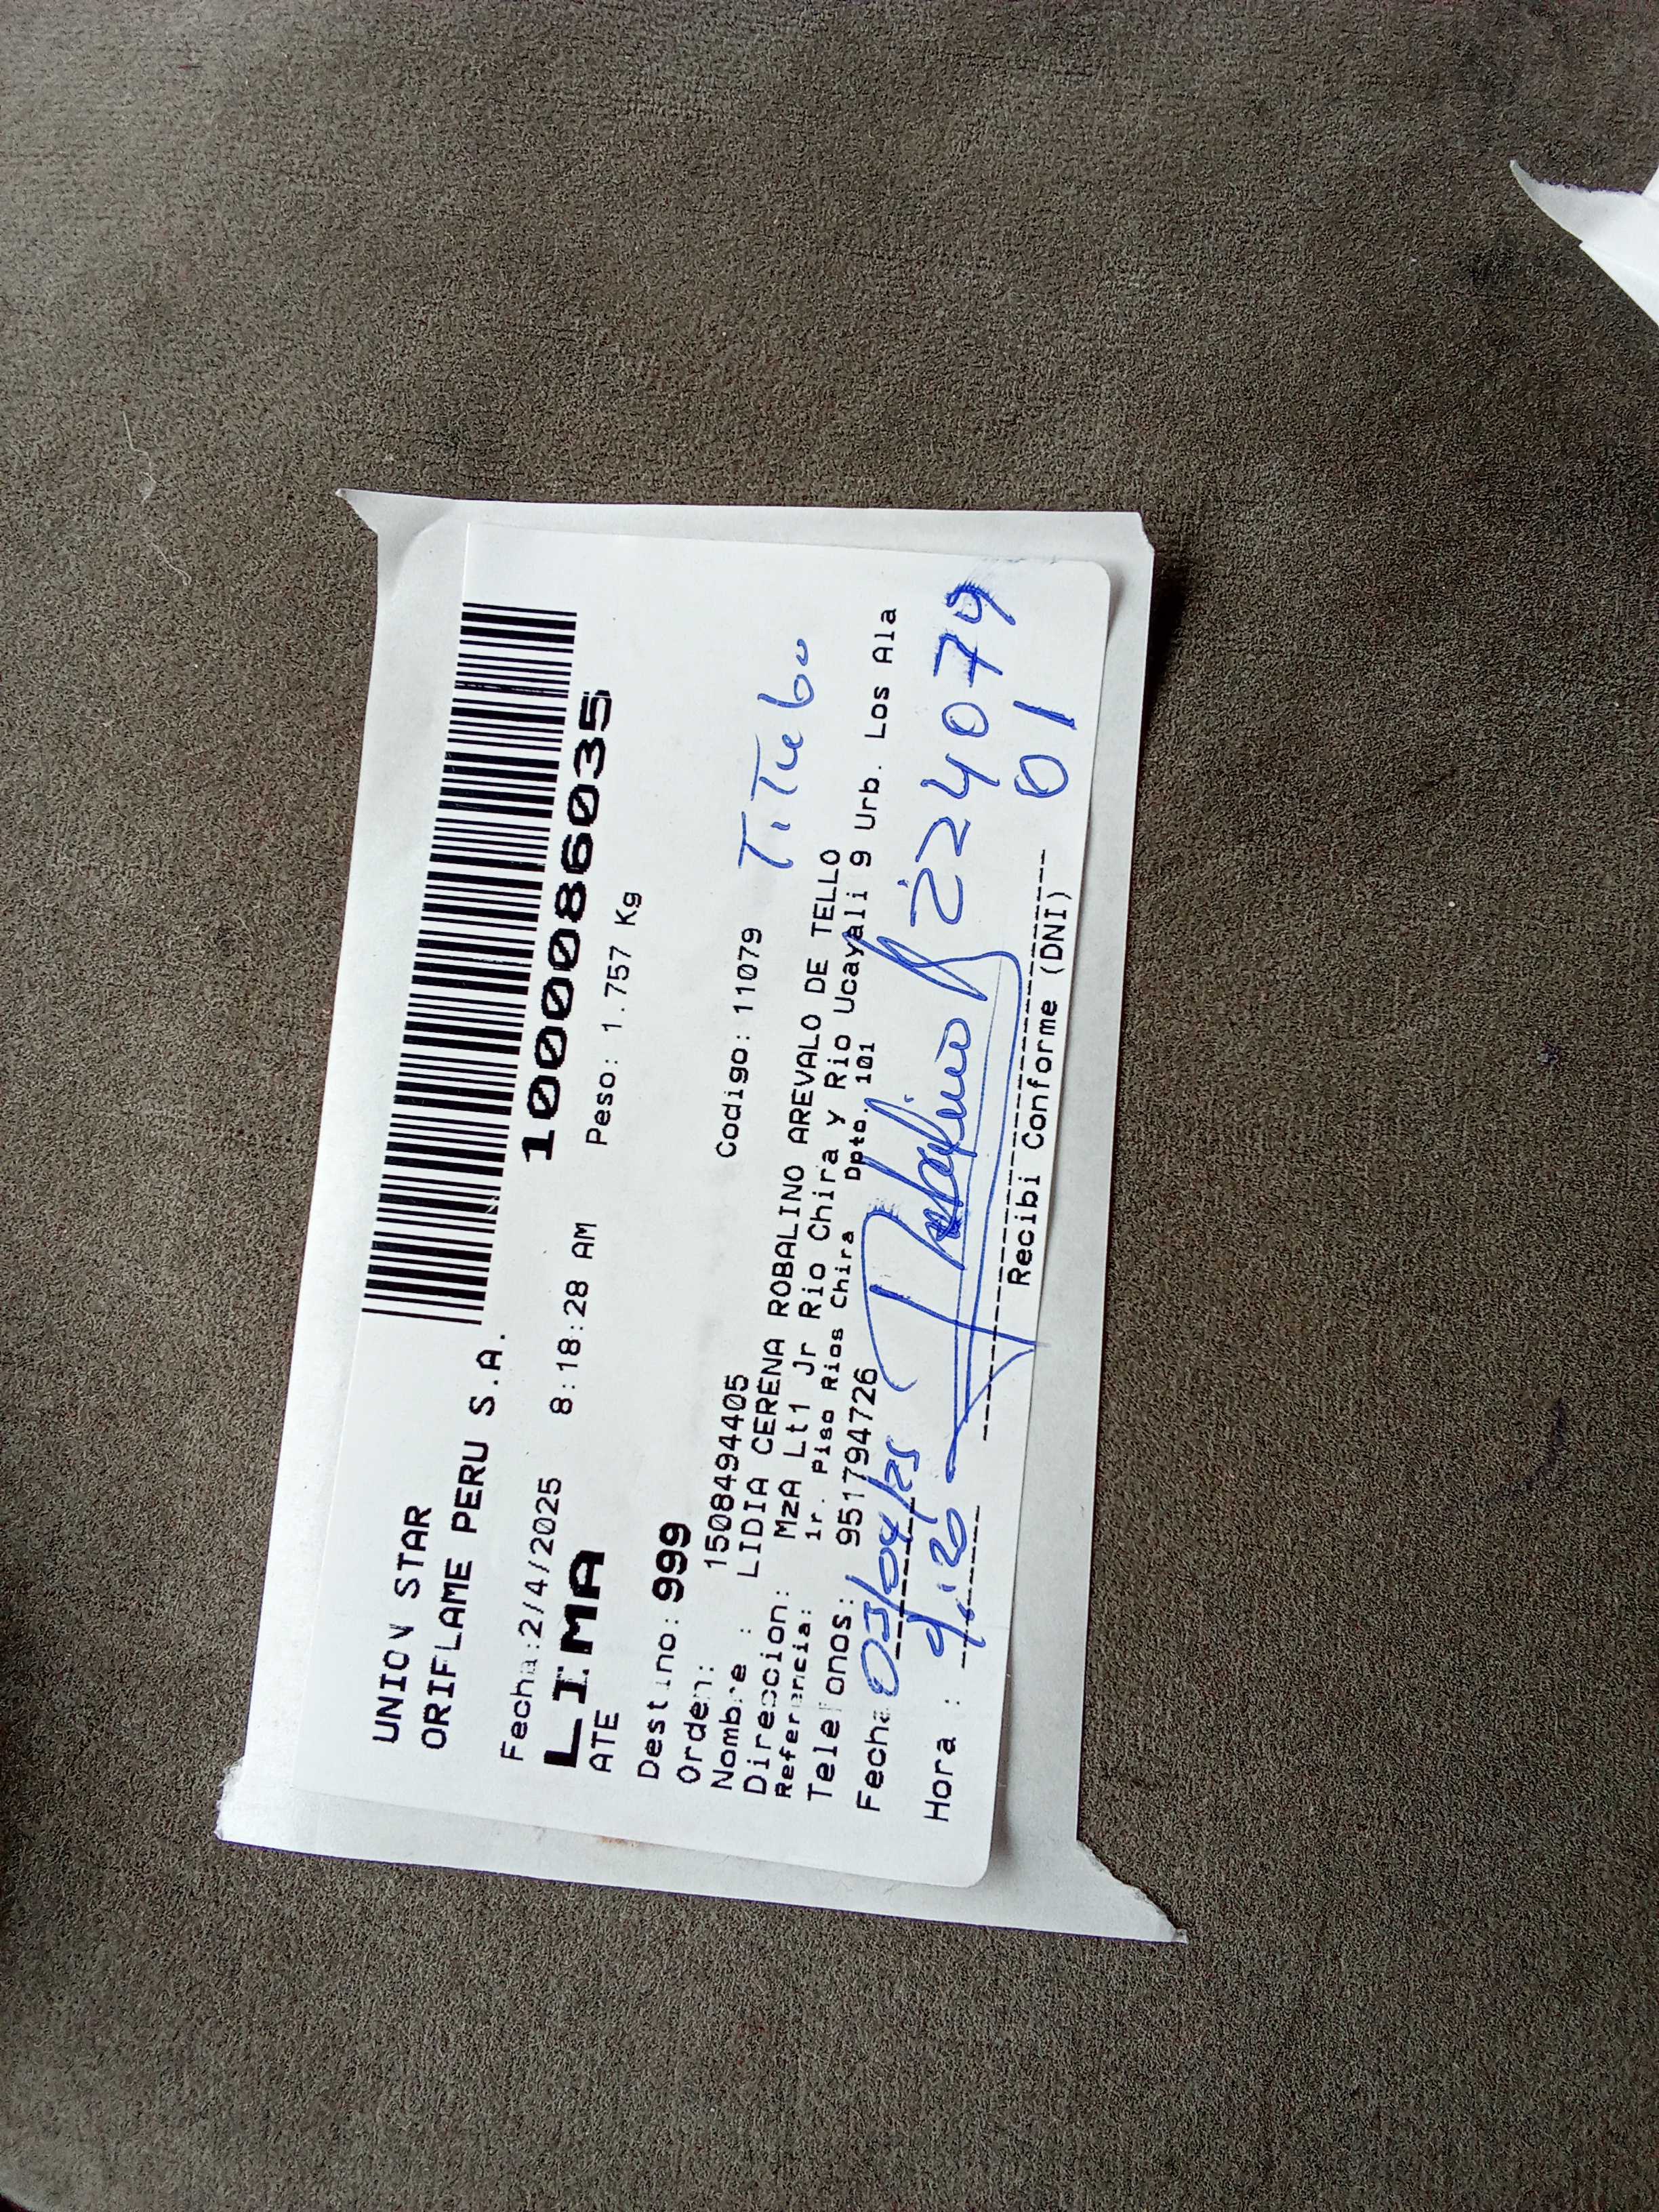 UNION STAR
ORIFLAME PERU S.A.
1000086035
Fecha:2/4/2025 8:18:28 AM Peso: 1.757 Kg
LIMA
ATE
Destino: 999
Orden: 1508494405 Codigo: 11079 TiTulo
Nombre : LIDIA CERENA ROBALINO AREVALO DE TELLO
Direccion: MzA Lt1 Jr Rio Chira y Rio Ucayali 9 Urb. Los Ala
Referencia: 1r. Piso Rios Chira Dpto. 101
Telefonos: 951794726
Fecha 03/04/25
Hora : 9:20
01
Recibi Conforme (DNI)